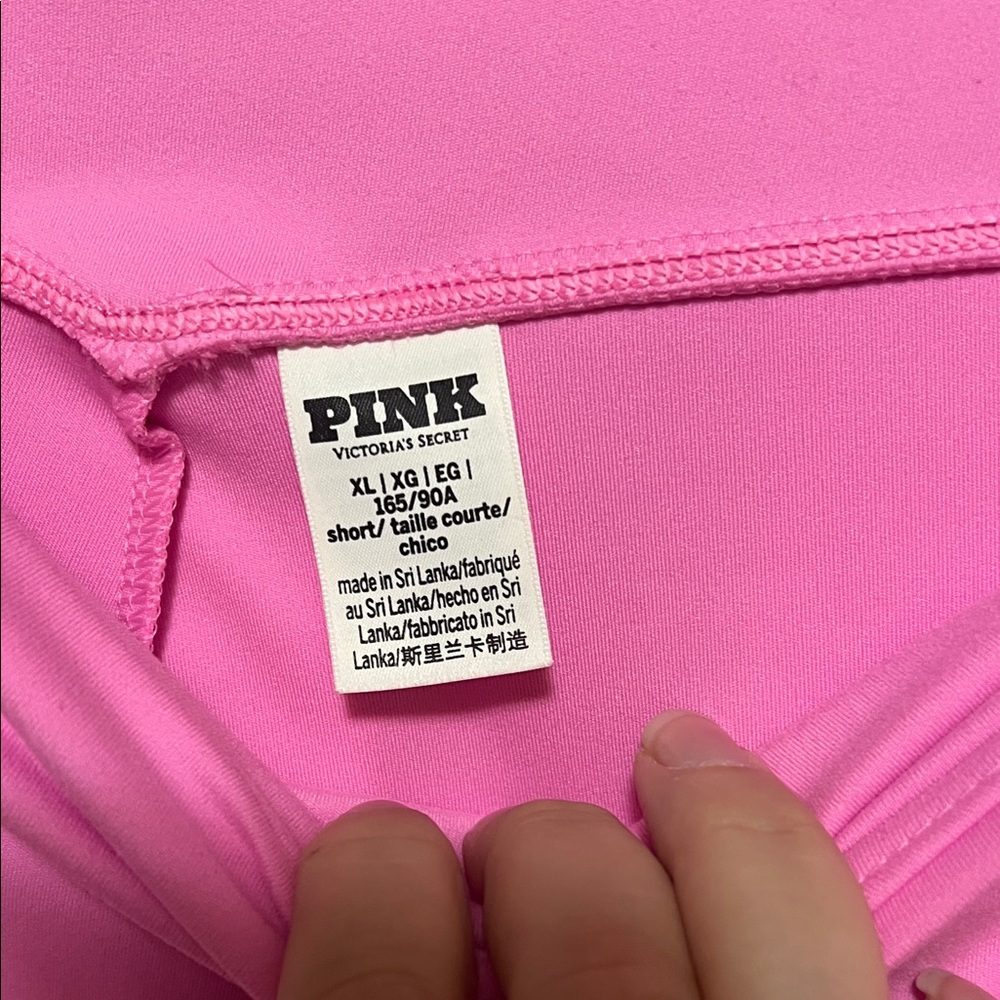 PINK
VICTORIA'S SECRET
XL | XG | EG |
165/90A
short/ taille courte/
chico
made in Sri Lanka/fabriqué
au Sri Lanka/hecho en Sri
Lanka/fabbricato in Sri
Lanka/斯里兰卡制造